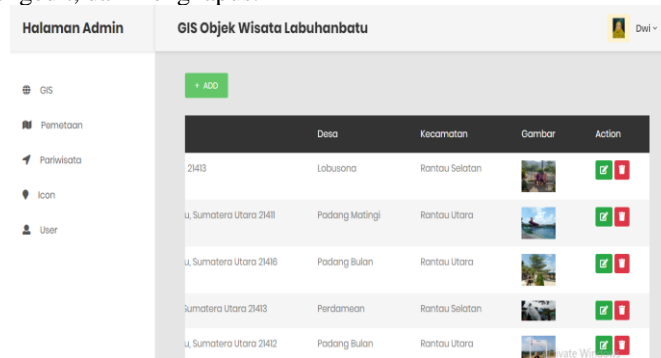 Halaman Admin
GIS Objek Wisata Labuhanbatu
Dwi
GIS
Pemetaan
Pariwisata
Icon
User
+ ADD
Desa Kecamatan Gambar Action
21413 Lobusona Rantau Selatan
u, Sumatera Utara 21411 Padang Matingi Rantau Utara
u, Sumatera Utara 21416 Padang Bulan Rantau Utara
Sumatera Utara 21413 Perdamean Rantau Selatan
u, Sumatera Utara 21412 Padang Bulan Rantau Utara